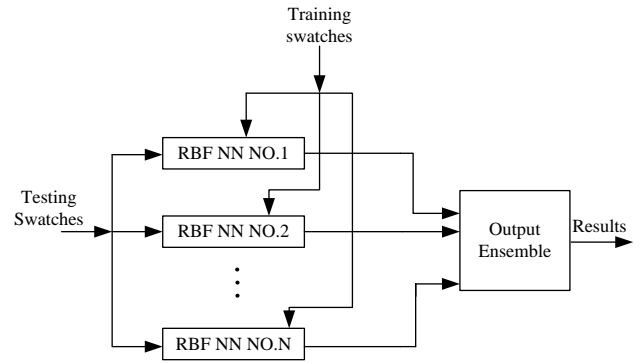 Training
swatches
RBF NN NO.1
Testing
Swatches
RBF NN NO.2
Output
Ensemble
Results
RBF NN NO.N